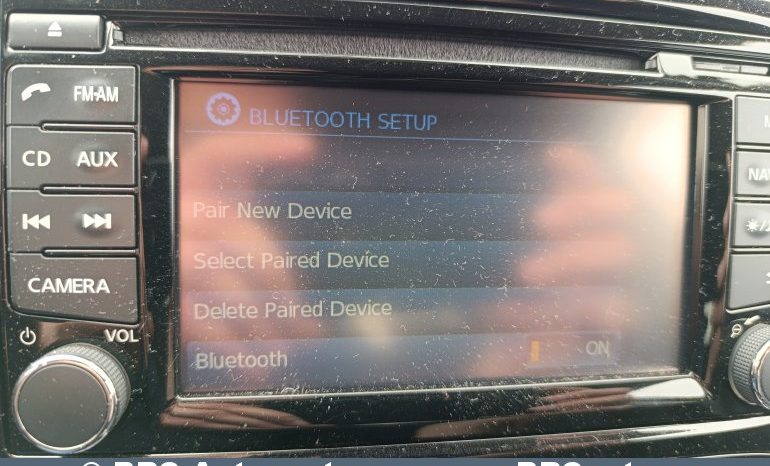 FM·AM
CD AUX
CAMERA
VOL
BLUETOOTH SETUP
Pair New Device
Select Paired Device
Delete Paired Device
Bluetooth ON